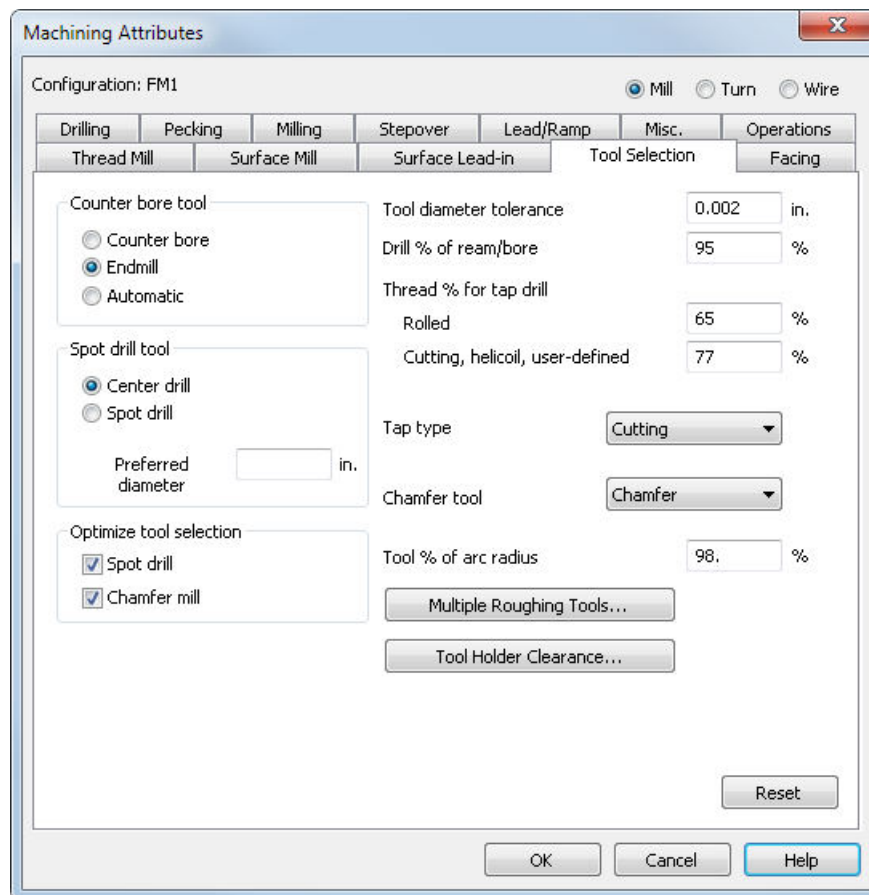 Machining Attributes
Configuration: FM1
Mill Turn Wire
Drilling Pecking Milling Stepover Lead/Ramp Misc. Operations
Thread Mill Surface Mill Surface Lead-in Tool Selection Facing
Counter bore tool
Counter bore
Endmill
Automatic
Spot drill tool
Center drill
Spot drill
Preferred
diameter
in.
Optimize tool selection
Spot drill
Chamfer mill
Tool diameter tolerance 0.002 in.
Drill % of ream/bore 95 %
Thread % for tap drill
Rolled 65 %
Cutting, helicoil, user-defined 77 %
Tap type Cutting
Chamfer tool Chamfer
Tool % of arc radius 98. %
Multiple Roughing Tools...
Tool Holder Clearance...
Reset
OK Cancel Help